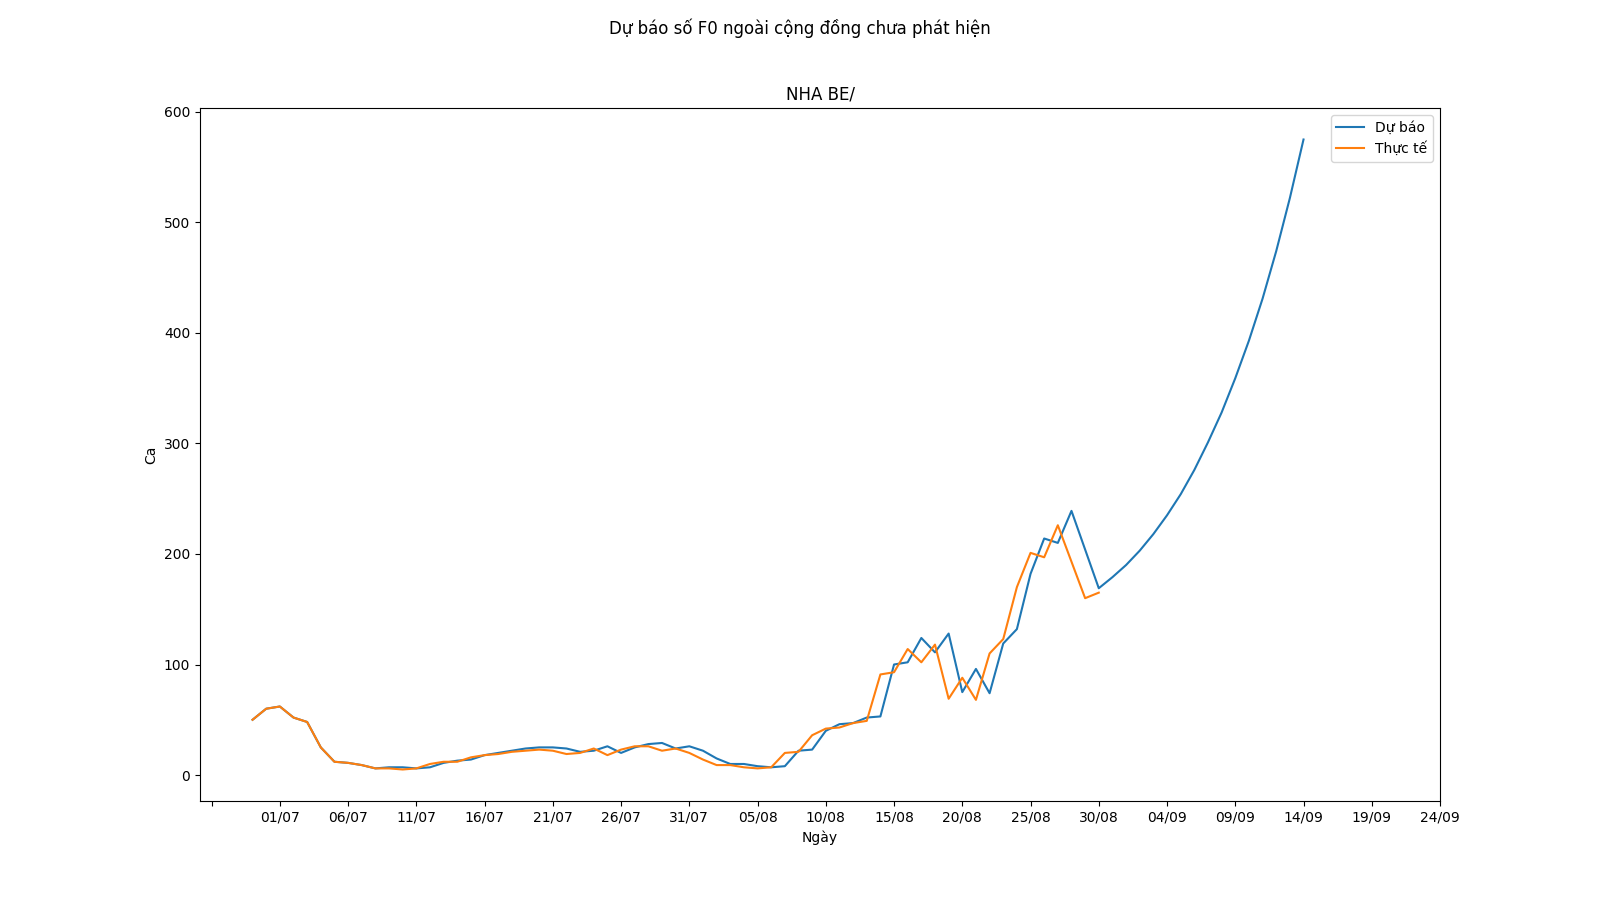 Dự báo số F0 ngoài cộng đồng chưa phát hiện
NHA BE/
Dự báo
Thực tế
600
500
400
300
200
100
0
Ca
01/07 06/07 11/07 16/07 21/07 26/07 31/07 05/08 10/08 15/08 20/08 25/08 30/08 04/09 09/09 14/09 19/09 24/09
Ngày